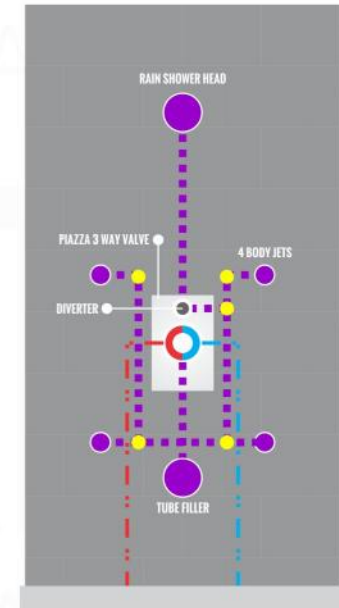 RAIN SHOWER HEAD
PIAZZA 3 WAY VALVE
4 BODY JETS
DIVERTER
TUBE FILLER